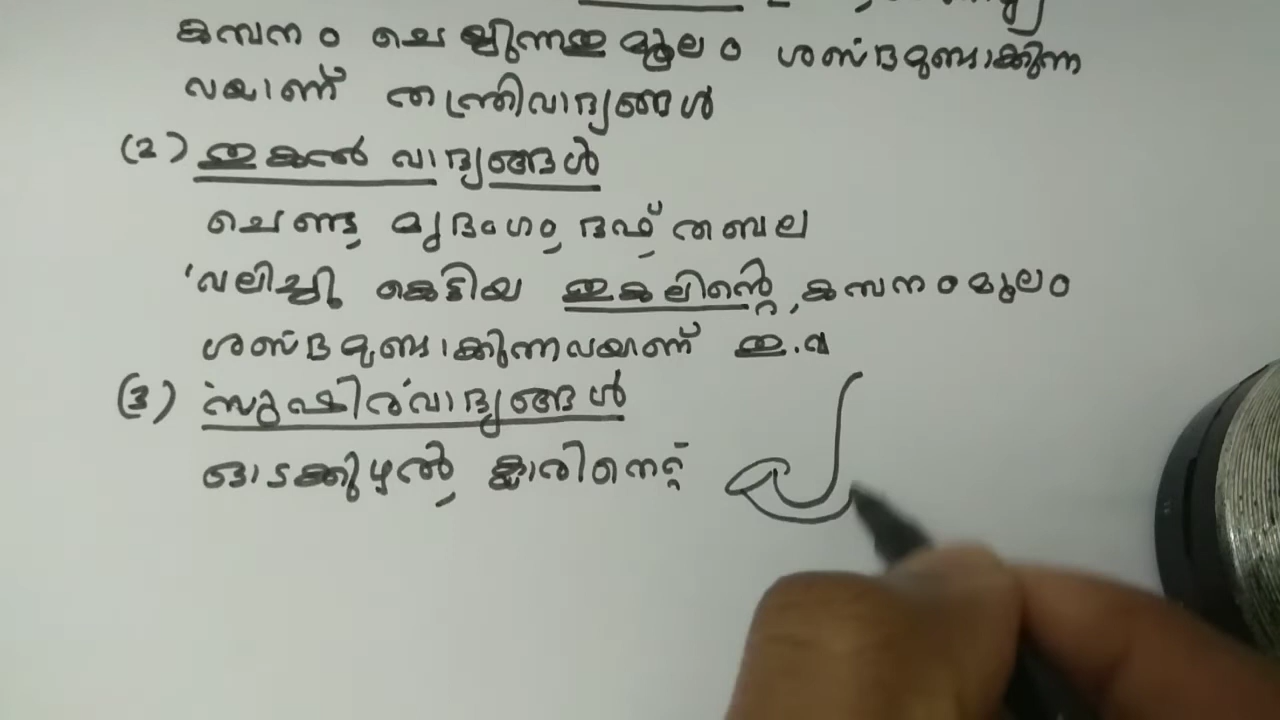 കമ്പനം ചെയ്യുന്നതുമൂലം ശബ്ദമുണ്ടാക്കുന്ന
വയാണ് തന്ത്രിവാദ്യങ്ങൾ
(2) തുകൽ വാദ്യങ്ങൾ
ചെണ്ട, മൃദംഗം, ദഫ്, തബല
വലിച്ചു കെട്ടിയ തുകലിന്റെ കമ്പനം മൂലം
ശബ്ദമുണ്ടാക്കുന്നവയാണ് തു.വ
(3) സുഷിരവാദ്യങ്ങൾ
ഓടക്കുഴൽ, ക്ലാരിനെറ്റ്